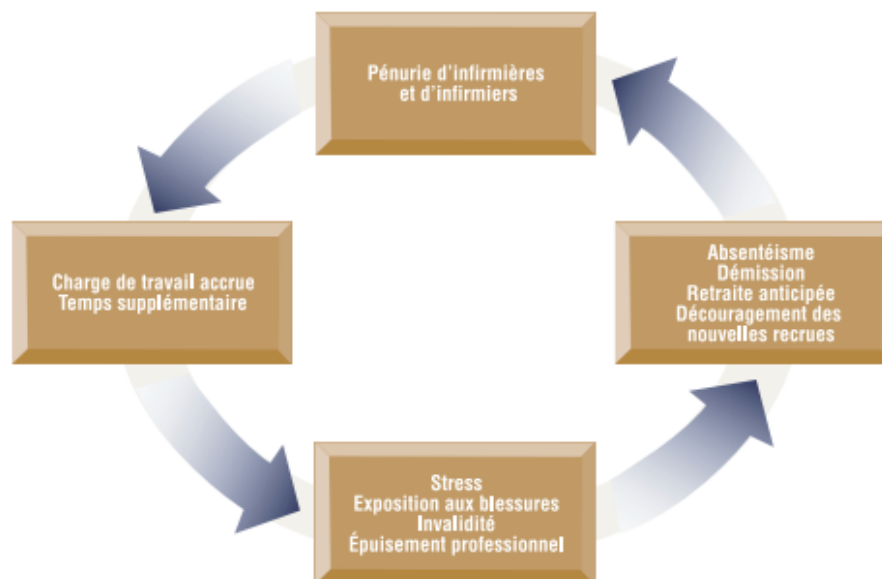 Pénurie d'infirmières
et d'infirmiers
Charge de travail accrue
Temps supplémentaire
Stress
Exposition aux blessures
Invalidité
Épuisement professionnel
Absentéisme
Démission
Retraite anticipée
Découragement des
nouvelles recrues